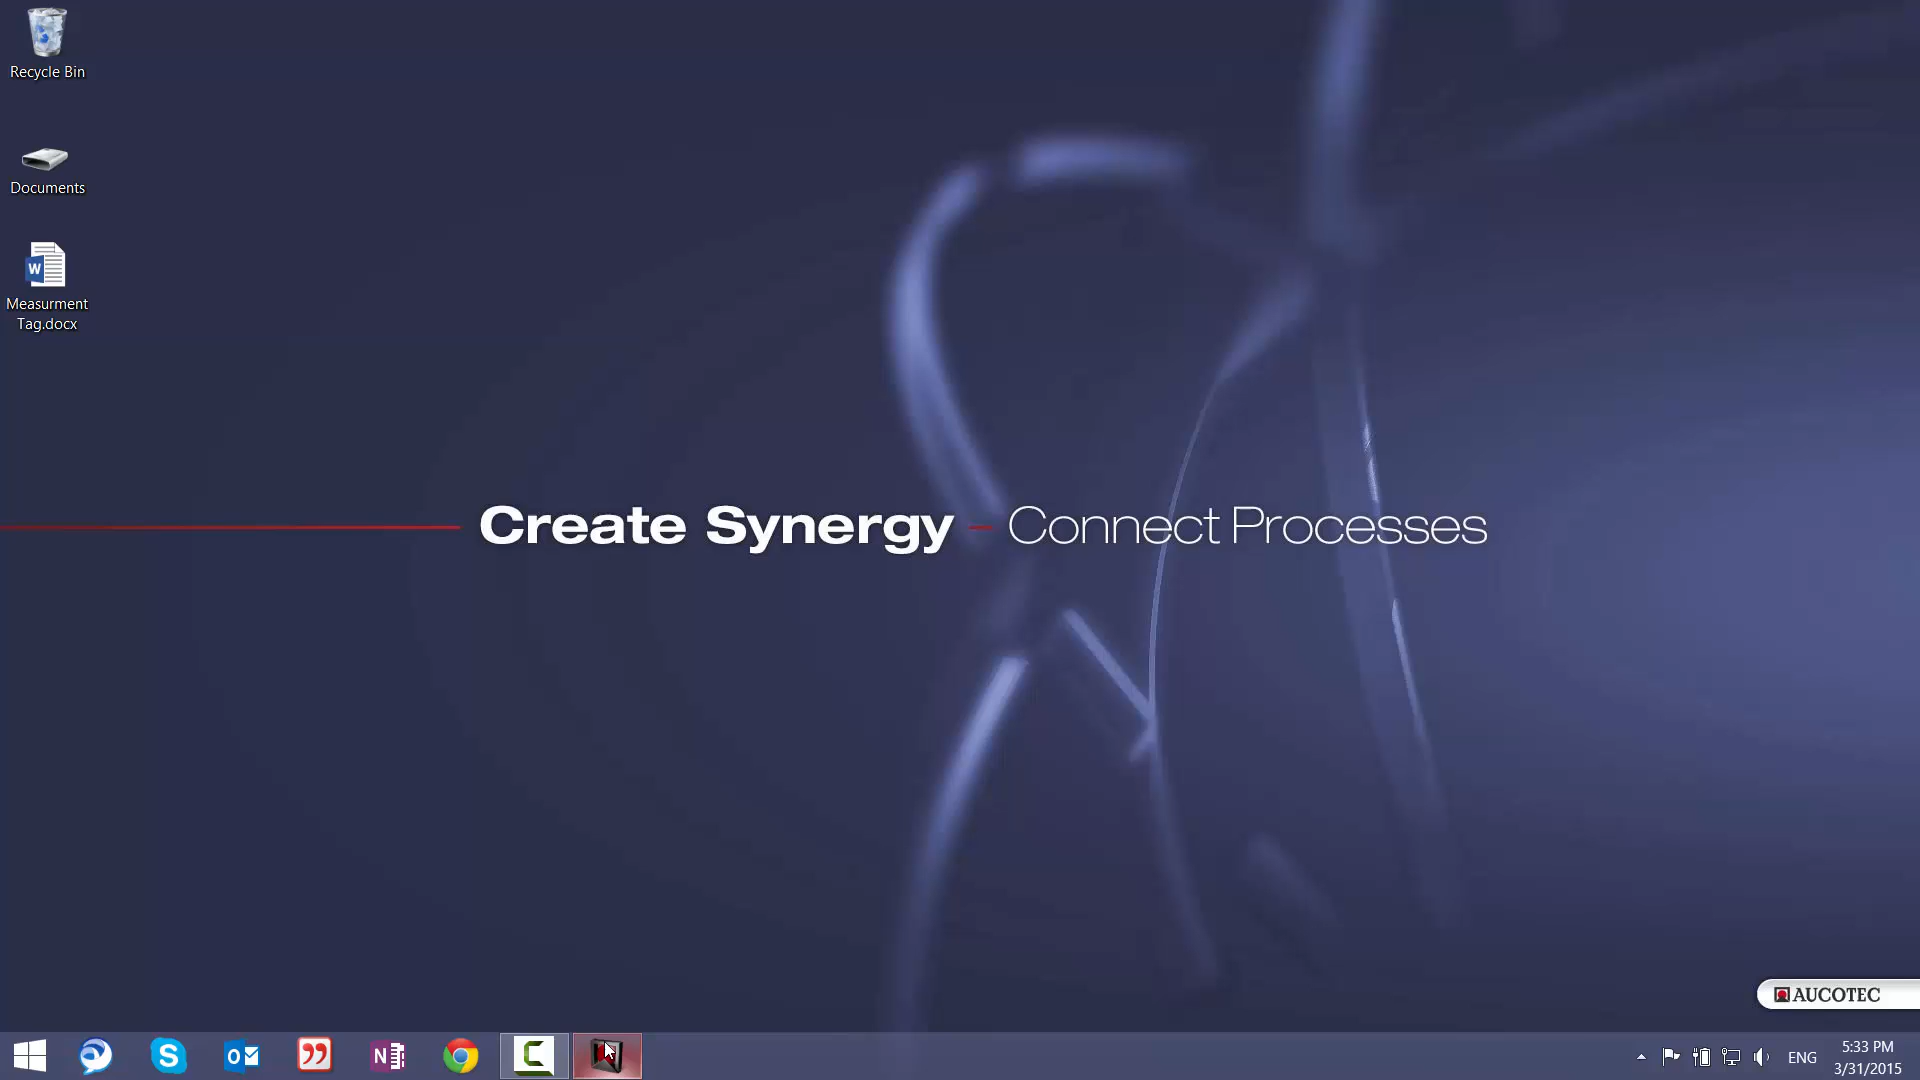 Recycle Bin
Documents
Measurment
Tag.docx
Create Synergy – Connect Processes
AUCOTEC
ENG
5:33 PM
3/31/2015